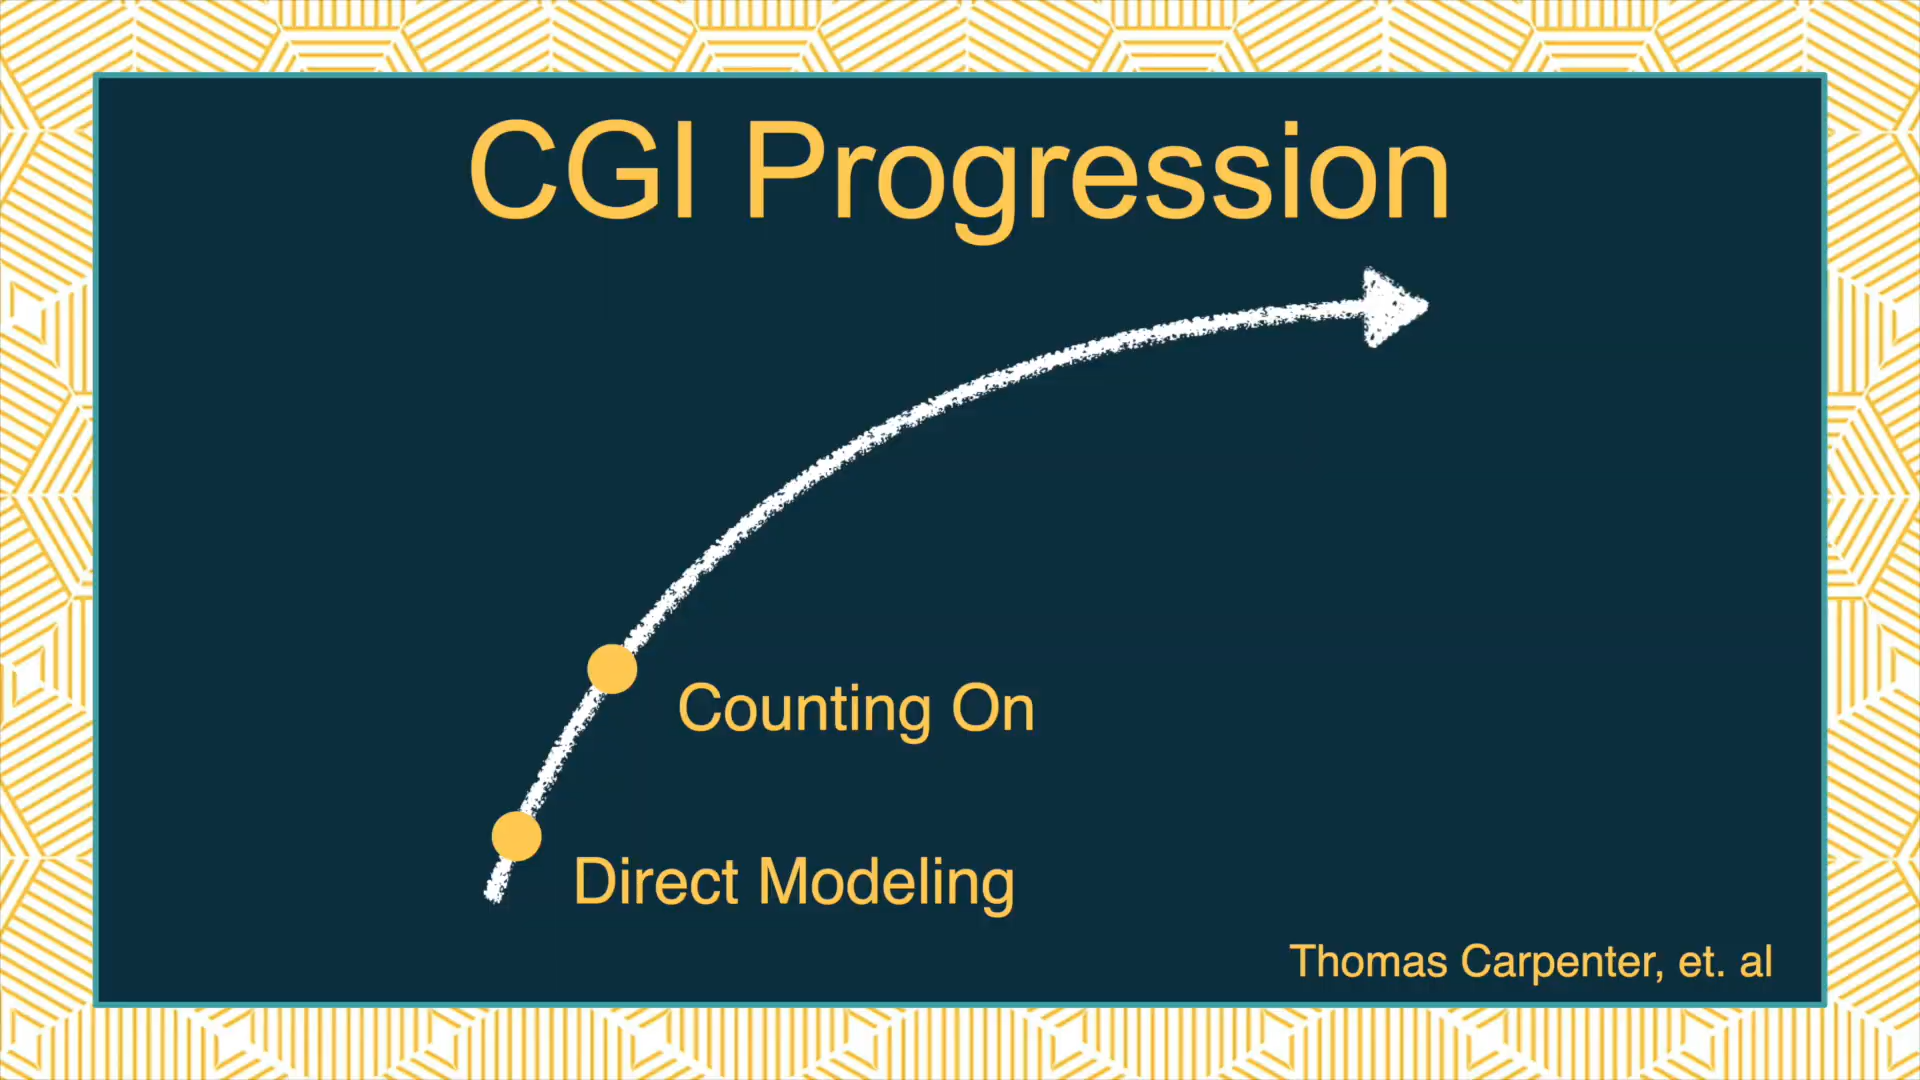 CGI Progression
Counting On
Direct Modeling
Thomas Carpenter, et. al